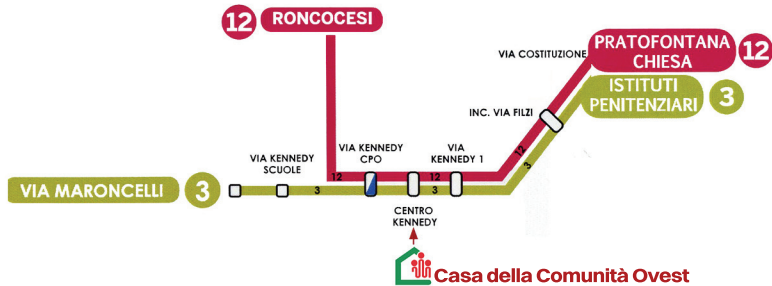 12 RONCOCESI
VIA COSTITUZIONE
PRATOFONTANA
CHIESA
12
ISTITUTI
PENITENZIARI
3
INC. VIA FILZI
12
3
VIA KENNEDY
SCUOLE
VIA KENNEDY
CPO
VIA
KENNEDY 1
12
12
3
3
VIA MARONCELLI 3
CENTRO
KENNEDY
Casa della Comunità Ovest